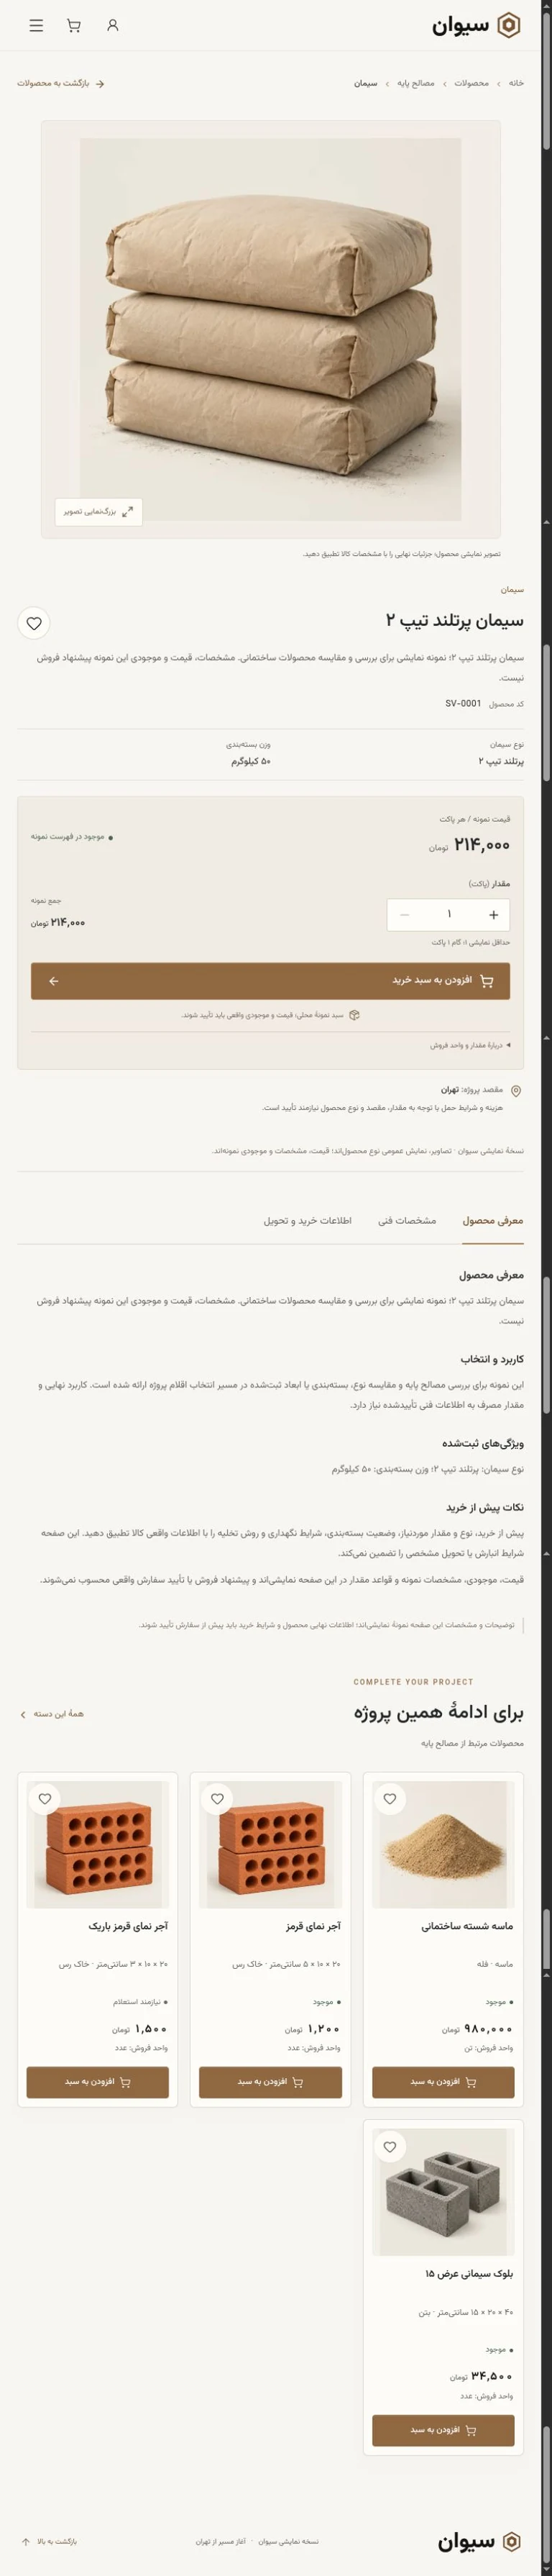 سیوان
خانه › محصولات › مصالح پایه › سیمان
بازگشت به محصولات
بزرگ‌نمایی تصویر
تصویر نمایشی محصول؛ جزئیات نهایی را با مشخصات کالا تطبیق دهید.
سیمان
سیمان پرتلند تیپ ۲
سیمان پرتلند تیپ ۲؛ نمونه نمایشی برای بررسی و مقایسه محصولات ساختمانی. مشخصات، قیمت و موجودی این نمونه پیشنهاد فروش
نیست.
کد محصول SV-0001
نوع سیمان
پرتلند تیپ ۲
وزن بسته‌بندی
۵۰ کیلوگرم
قیمت نمونه / هر پاکت
۲۱۴,۰۰۰ تومان
موجود در فهرست نمونه
مقدار (پاکت)
+ ۱ −
حداقل نمایشی ۱؛ گام ۱ پاکت
جمع نمونه
۲۱۴,۰۰۰ تومان
افزودن به سبد خرید
سبد نمونهٔ محلی؛ قیمت و موجودی واقعی باید تأیید شوند.
دربارهٔ مقدار و واحد فروش
مقصد پروژه: تهران
هزینه و شرایط حمل با توجه به مقدار، مقصد و نوع محصول نیازمند تأیید است.
نسخهٔ نمایشی سیوان · تصاویر، نمایش عمومی نوع محصول‌اند؛ قیمت، مشخصات و موجودی نمونه‌اند.
معرفی محصول
مشخصات فنی
اطلاعات خرید و تحویل
معرفی محصول
سیمان پرتلند تیپ ۲؛ نمونه نمایشی برای بررسی و مقایسه محصولات ساختمانی. مشخصات، قیمت و موجودی این نمونه پیشنهاد فروش
نیست.
کاربرد و انتخاب
این نمونه برای بررسی مصالح پایه و مقایسه نوع، بسته‌بندی یا ابعاد ثبت‌شده در مسیر انتخاب اقلام پروژه ارائه شده است. کاربرد نهایی و
مقدار مصرف به اطلاعات فنی تأییدشده نیاز دارد.
ویژگی‌های ثبت‌شده
نوع سیمان: پرتلند تیپ ۲؛ وزن بسته‌بندی: ۵۰ کیلوگرم
نکات پیش از خرید
پیش از خرید، نوع و مقدار موردنیاز، وضعیت بسته‌بندی، شرایط نگهداری و روش تخلیه را با اطلاعات واقعی کالا تطبیق دهید. این صفحه
شرایط انبارش یا تحویل مشخصی را تضمین نمی‌کند.
قیمت، موجودی، مشخصات نمونه و قواعد مقدار در این صفحه نمایشی‌اند و پیشنهاد فروش یا تأیید سفارش واقعی محسوب نمی‌شوند.
توضیحات و مشخصات این صفحه نمونهٔ نمایشی‌اند؛ اطلاعات نهایی محصول و شرایط خرید باید پیش از سفارش تأیید شوند.
COMPLETE YOUR PROJECT
برای ادامهٔ همین پروژه
همهٔ این دسته
محصولات مرتبط از مصالح پایه
ماسه شسته ساختمانی
ماسه · فله
موجود
۹۸۰,۰۰۰ تومان
واحد فروش: تن
افزودن به سبد
آجر نمای قرمز
۲۰ × ۱۰ × ۵ سانتی‌متر · خاک رس
موجود
۱,۲۰۰ تومان
واحد فروش: عدد
افزودن به سبد
آجر نمای قرمز باریک
۲۰ × ۱۰ × ۳ سانتی‌متر · خاک رس
نیازمند استعلام
۱,۵۰۰ تومان
واحد فروش: عدد
افزودن به سبد
بلوک سیمانی عرض ۱۵
۴۰ × ۲۰ × ۱۵ سانتی‌متر · بتن
موجود
۳۴,۵۰۰ تومان
واحد فروش: عدد
افزودن به سبد
سیوان
نسخه نمایشی سیوان · آغاز مسیر از تهران
بازگشت به بالا